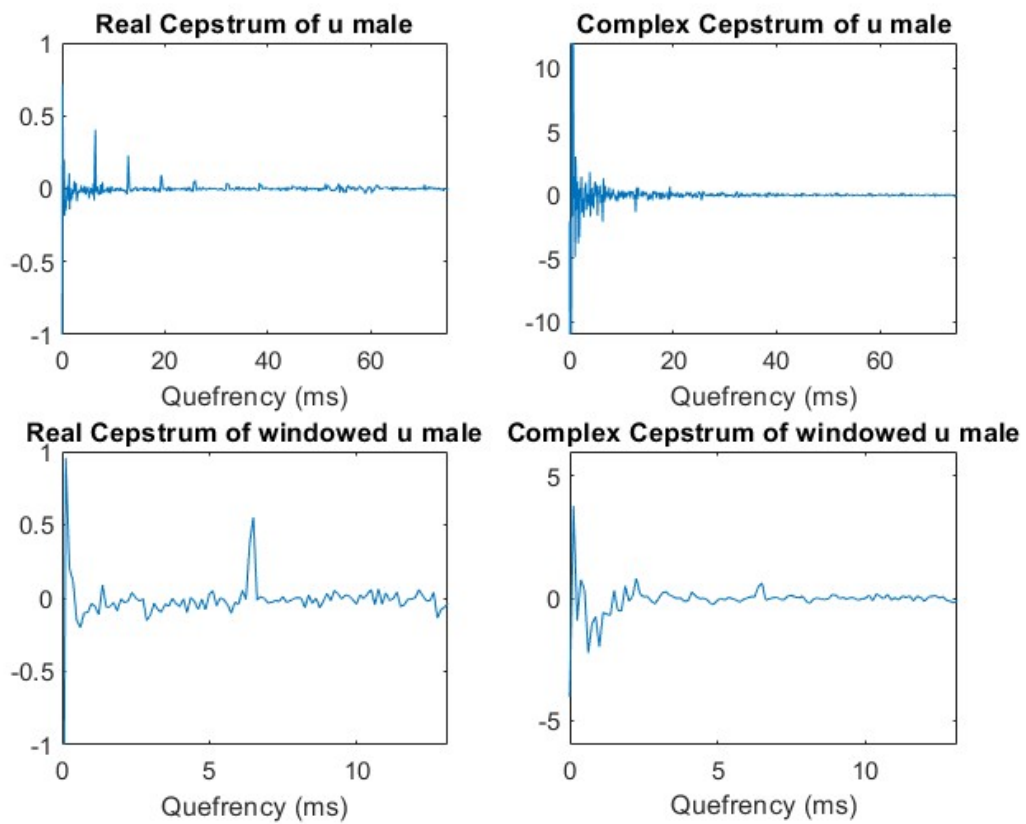 Real Cepstrum of u male
1
0.5
0
-0.5
-1
0 20 40 60
Quefrency (ms)
Complex Cepstrum of u male
10
5
0
-5
-10
0 20 40 60
Quefrency (ms)
Real Cepstrum of windowed u male
1
0.5
0
-0.5
-1
0 5 10
Quefrency (ms)
Complex Cepstrum of windowed u male
5
0
-5
0 5 10
Quefrency (ms)